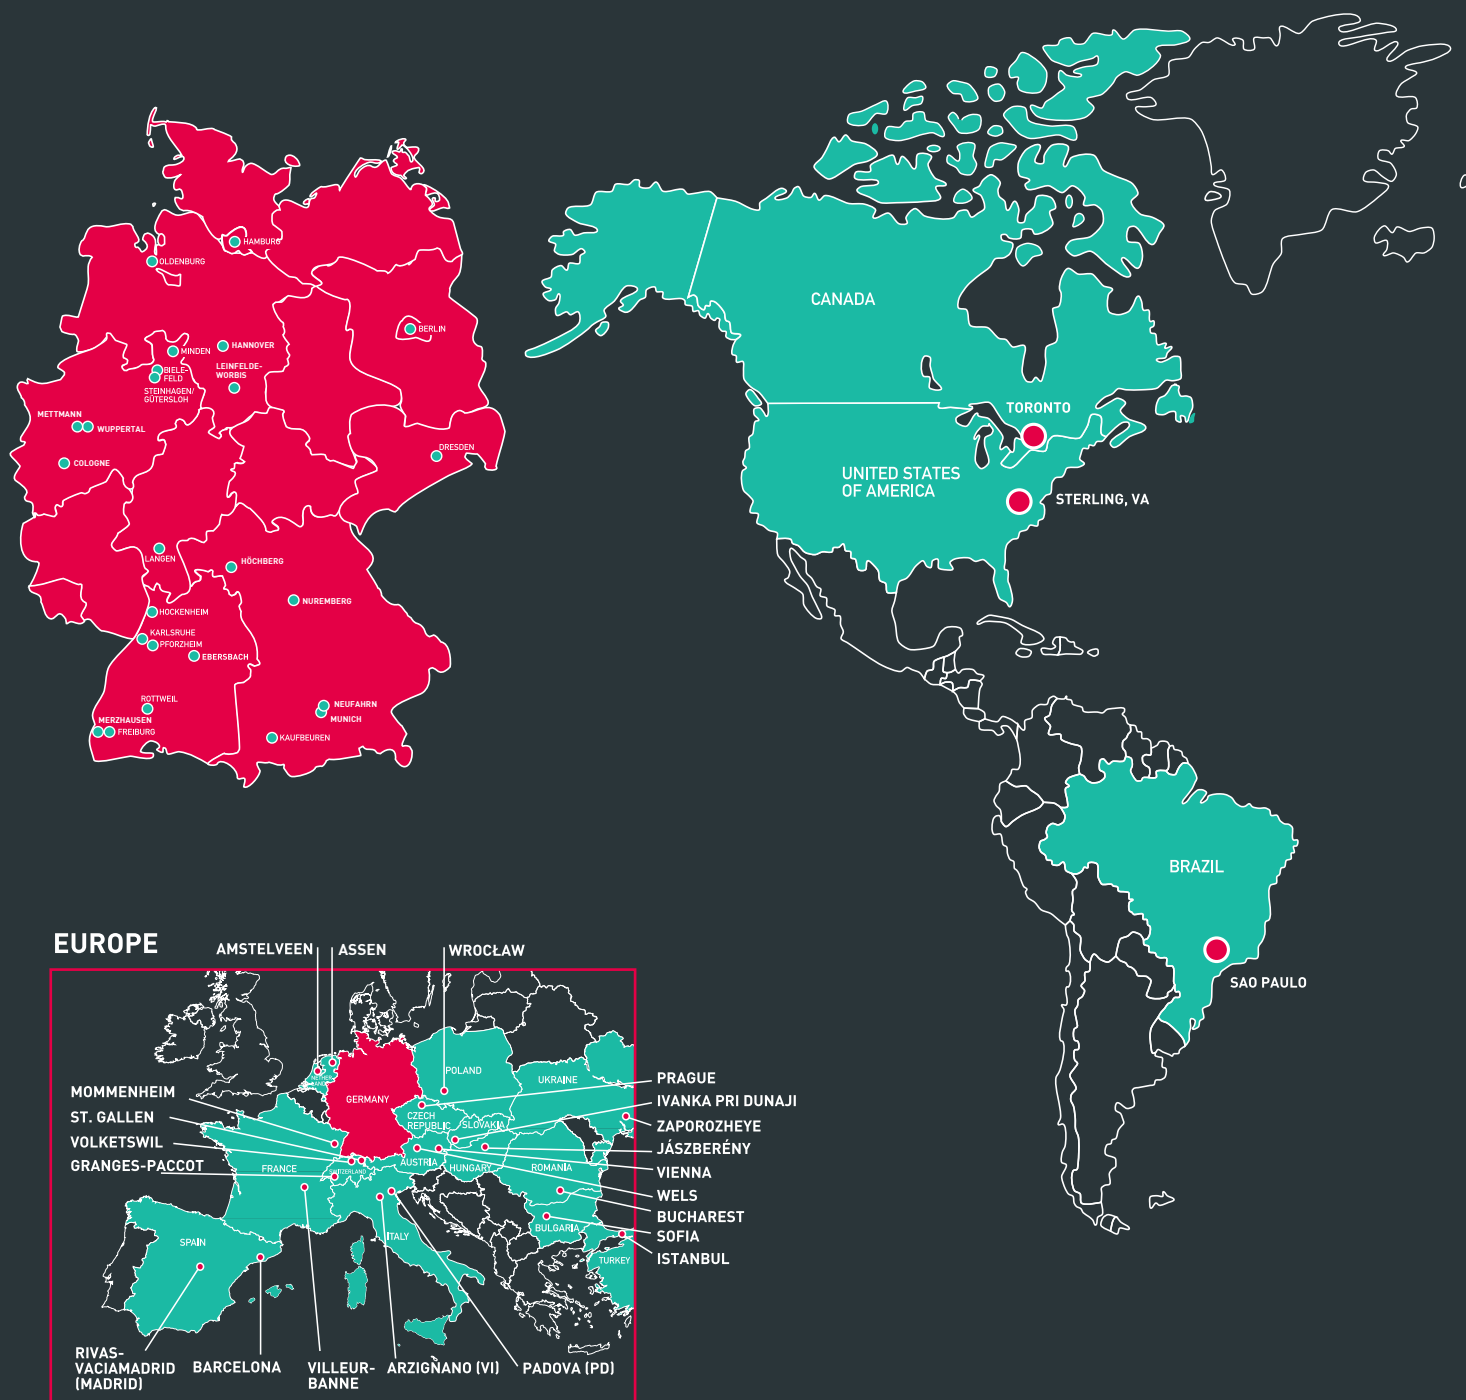 HAMBURG
OLDENBURG
BERLIN
HANNOVER
MINDEN
BIELE-
FELD
LEINFELDE-
WORBIS
STEINHAGEN/
GÜTERSLOH
METTMANN
WUPPERTAL
DRESDEN
COLOGNE
LANGEN
HÖCHBERG
NUREMBERG
HOCKENHEIM
KARLSRUHE
PFORZHEIM
EBERSBACH
ROTTWEIL
NEUFAHRN
MUNICH
MERZHAUSEN
FREIBURG
KAUFBEUREN
CANADA
TORONTO
UNITED STATES
OF AMERICA
STERLING, VA
BRAZIL
SAO PAULO
EUROPE
AMSTELVEEN
ASSEN
WROCŁAW
MOMMENHEIM
ST. GALLEN
VOLKETSWIL
GRANGES-PACCOT
NETHER-
LANDS
GERMANY
POLAND
UKRAINE
CZECH
REPUBLIC
SLOVAKIA
FRANCE
SWITZERLAND
AUSTRIA
HUNGARY
ROMANIA
SPAIN
ITALY
BULGARIA
TURKEY
PRAGUE
IVANKA PRI DUNAJI
ZAPOROZHEYE
JÁSZBERÉNY
VIENNA
WELS
BUCHAREST
SOFIA
ISTANBUL
RIVAS-
VACIAMADRID
(MADRID)
BARCELONA
VILLEUR-
BANNE
ARZIGNANO (VI)
PADOVA (PD)